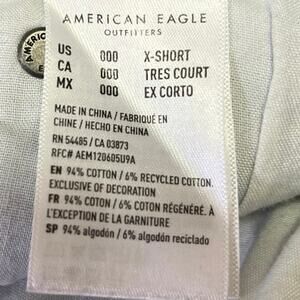 AMERICAN EAGLE
OUTFITTERS
US 000 X-SHORT
CA 000 TRES COURT
MX 000 EX CORTO
MADE IN CHINA / FABRIQUÉ EN
CHINE / HECHO EN CHINA
RN 54485 / CA 03873
RFC# AEM120605U9A
EN 94% COTTON / 6% RECYCLED COTTON.
EXCLUSIVE OF DECORATION
FR 94% COTON / 6% COTON RÉGÉNÉRÉ. À
L'EXCEPTION DE LA GARNITURE
SP 94% algodón / 6% algodón reciclado
AMERIC